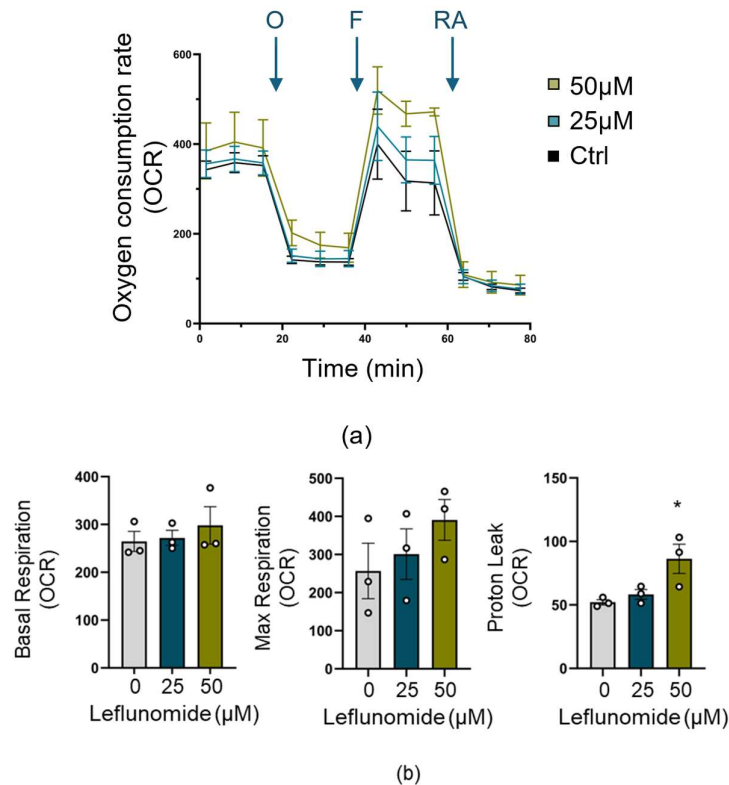 O F RA
Oxygen consumption rate
(OCR)
600
400
200
0
0 20 40 60 80
Time (min)
50µM
25µM
Ctrl
(a)
Basal Respiration
(OCR)
400
300
200
100
0
0 25 50
Leflunomide (µM)
Max Respiration
(OCR)
500
400
300
200
100
0
0 25 50
Leflunomide (µM)
Proton Leak
(OCR)
150
100
50
0
*
0 25 50
Leflunomide (µM)
(b)